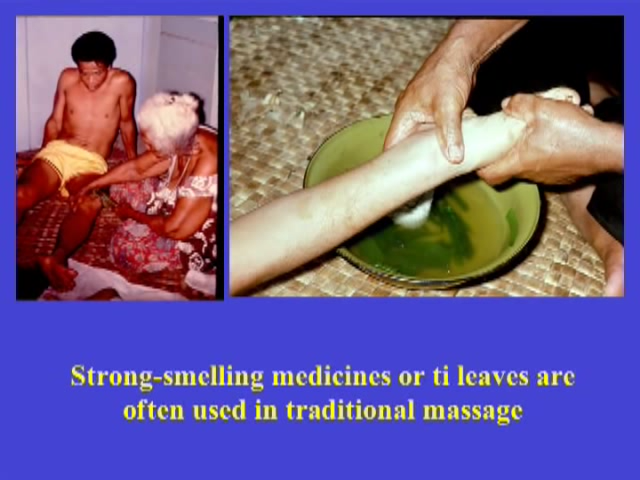 Strong-smelling medicines or ti leaves are
often used in traditional massage